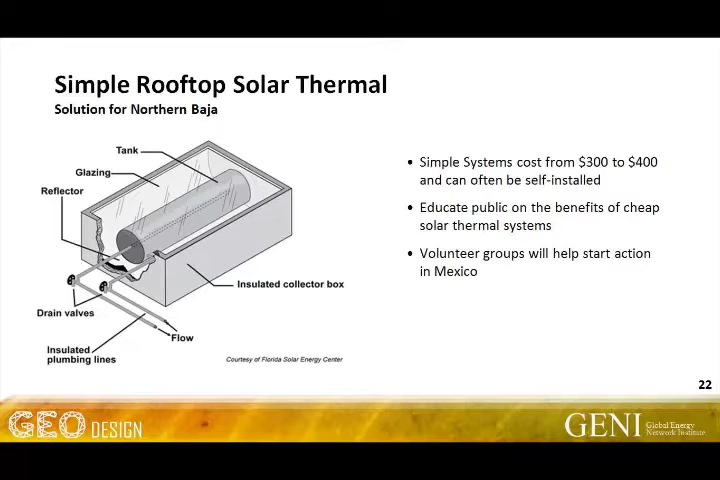 Simple Rooftop Solar Thermal
Solution for Northern Baja
Tank
Glazing
Reflector
Insulated collector box
Drain valves
Flow
Insulated
plumbing lines
Courtesy of Florida Solar Energy Center
• Simple Systems cost from $300 to $400
and can often be self-installed
• Educate public on the benefits of cheap
solar thermal systems
• Volunteer groups will help start action
in Mexico
22
GEO DESIGN
GENI Global Energy
Network Institute